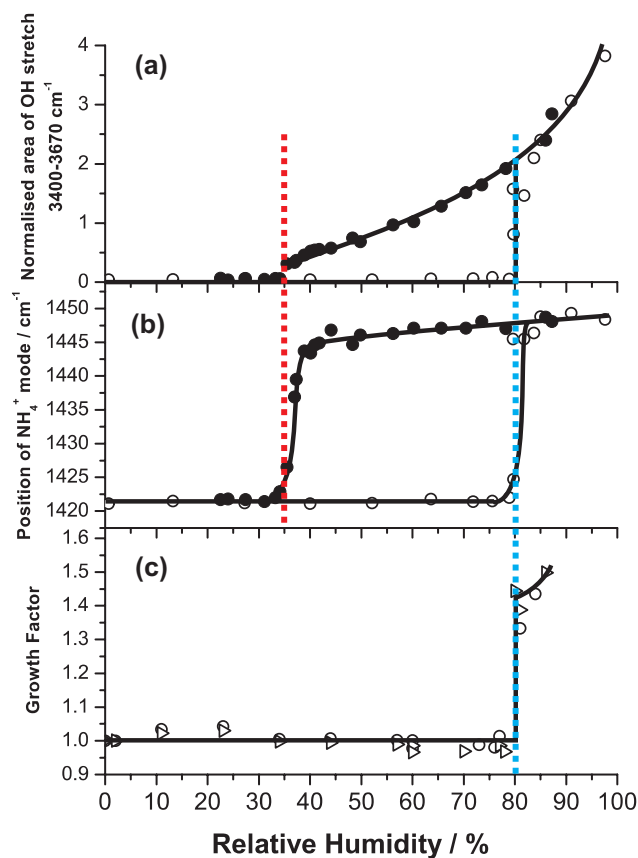 (a)
Normalised area of OH stretch
3400-3670 cm⁻¹
4
3
2
1
0
(b)
Position of NH₄⁺ mode / cm⁻¹
1450
1445
1440
1435
1430
1425
1420
(c)
Growth Factor
1.6
1.5
1.4
1.3
1.2
1.1
1.0
0.9
0 10 20 30 40 50 60 70 80 90 100
Relative Humidity / %